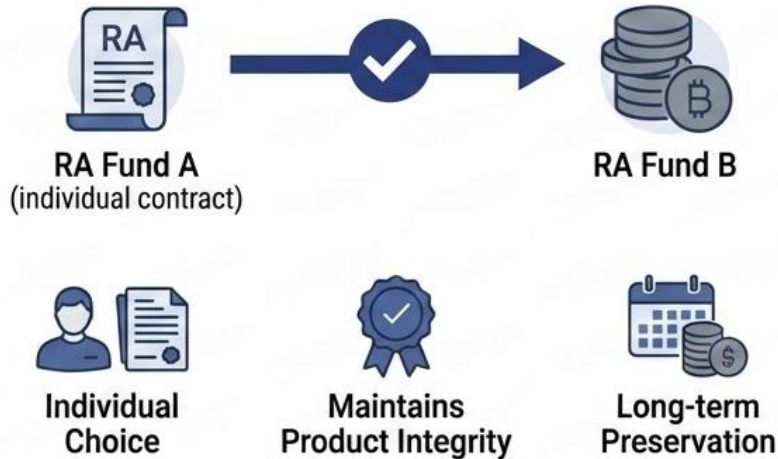 RA
RA Fund A
(individual contract)
RA Fund B
Individual
Choice
Maintains
Product Integrity
Long-term
Preservation